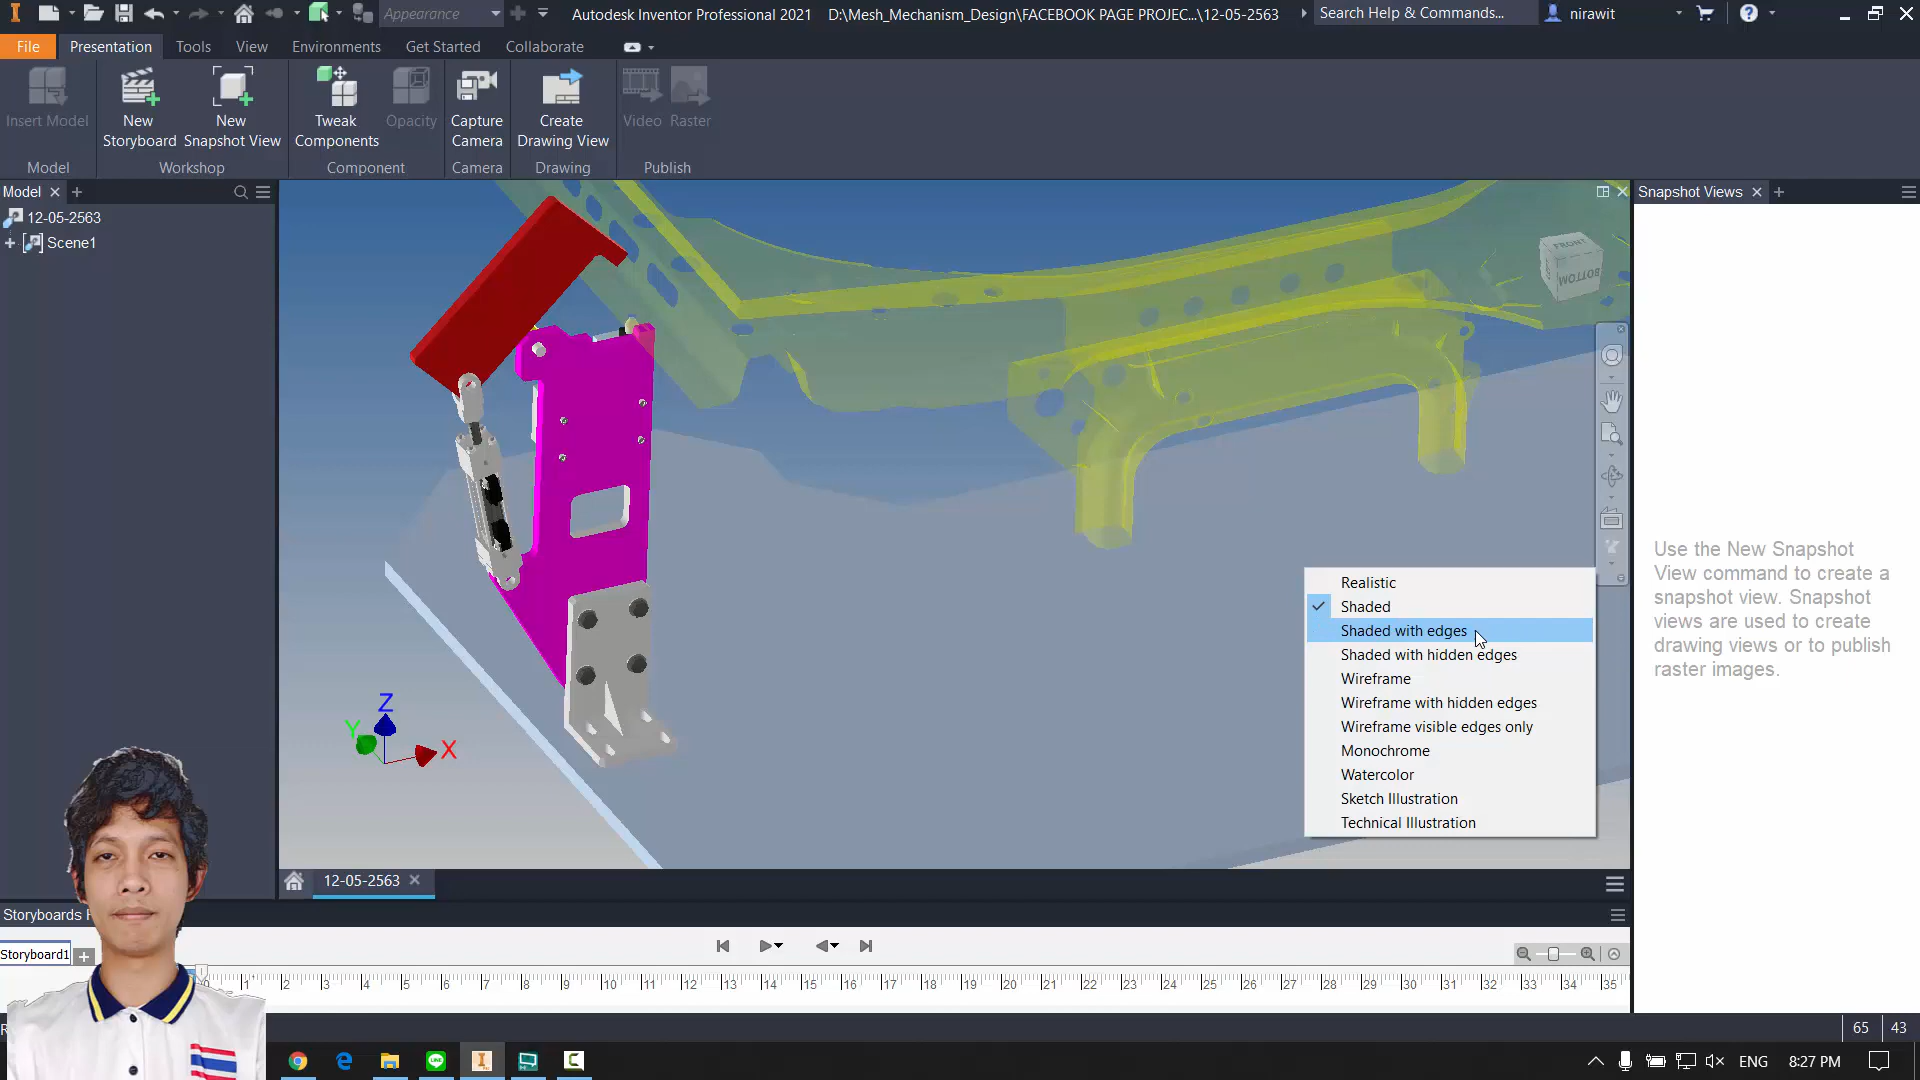 Appearance
Autodesk Inventor Professional 2021 D:\Mesh_Mechanism_Design\FACEBOOK PAGE PROJEC...\12-05-2563
Search Help & Commands...
nirawit
File
Presentation
Tools
View
Environments
Get Started
Collaborate
Insert Model
New Storyboard
New Snapshot View
Tweak Components
Opacity
Capture Camera
Create Drawing View
Video
Raster
Model
Workshop
Component
Camera
Drawing
Publish
Model
12-05-2563
Scene1
Snapshot Views
FRONT
BOTTOM
Use the New Snapshot
View command to create a
snapshot view. Snapshot
views are used to create
drawing views or to publish
raster images.
Realistic
Shaded
Shaded with edges
Shaded with hidden edges
Wireframe
Wireframe with hidden edges
Wireframe visible edges only
Monochrome
Watercolor
Sketch Illustration
Technical Illustration
Z
Y
X
12-05-2563
Storyboards
Storyboard1
0 1 2 3 4 5 6 7 8 9 10 11 12 13 14 15 16 17 18 19 20 21 22 23 24 25 26 27 28 29 30 31 32 33 34 35
65 43
ENG
8:27 PM